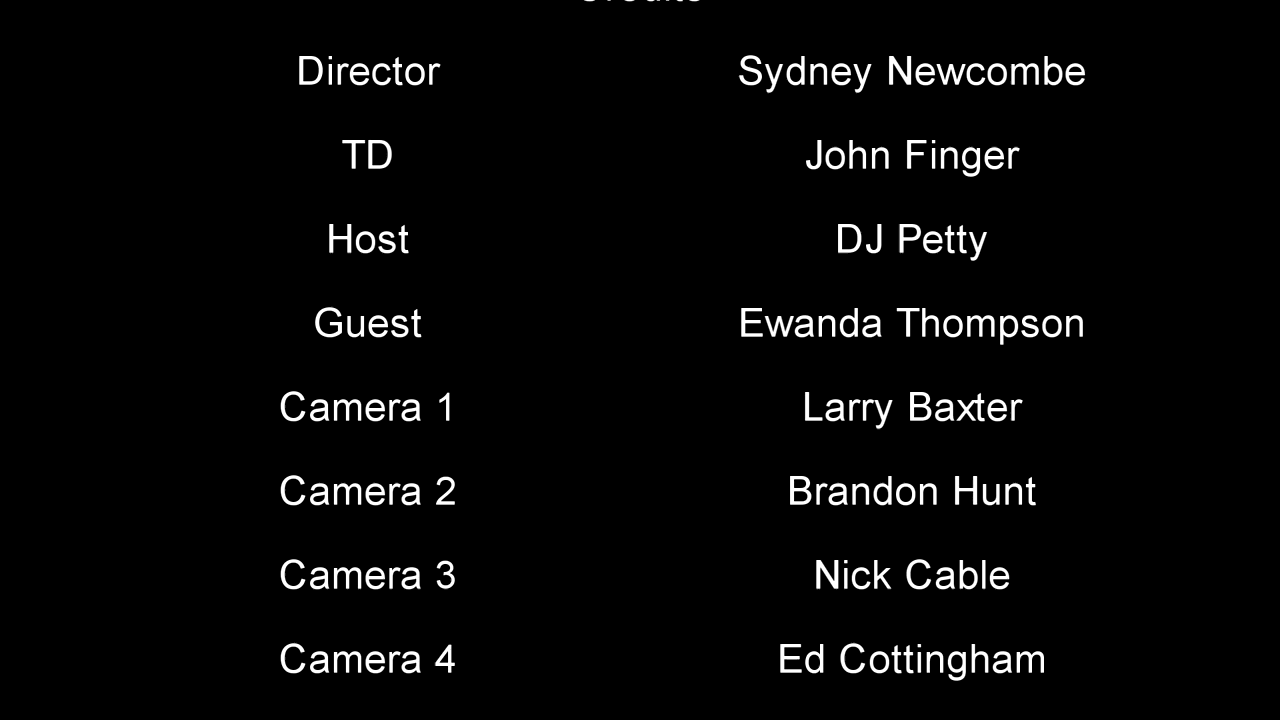 Credits
Director Sydney Newcombe
TD John Finger
Host DJ Petty
Guest Ewanda Thompson
Camera 1 Larry Baxter
Camera 2 Brandon Hunt
Camera 3 Nick Cable
Camera 4 Ed Cottingham